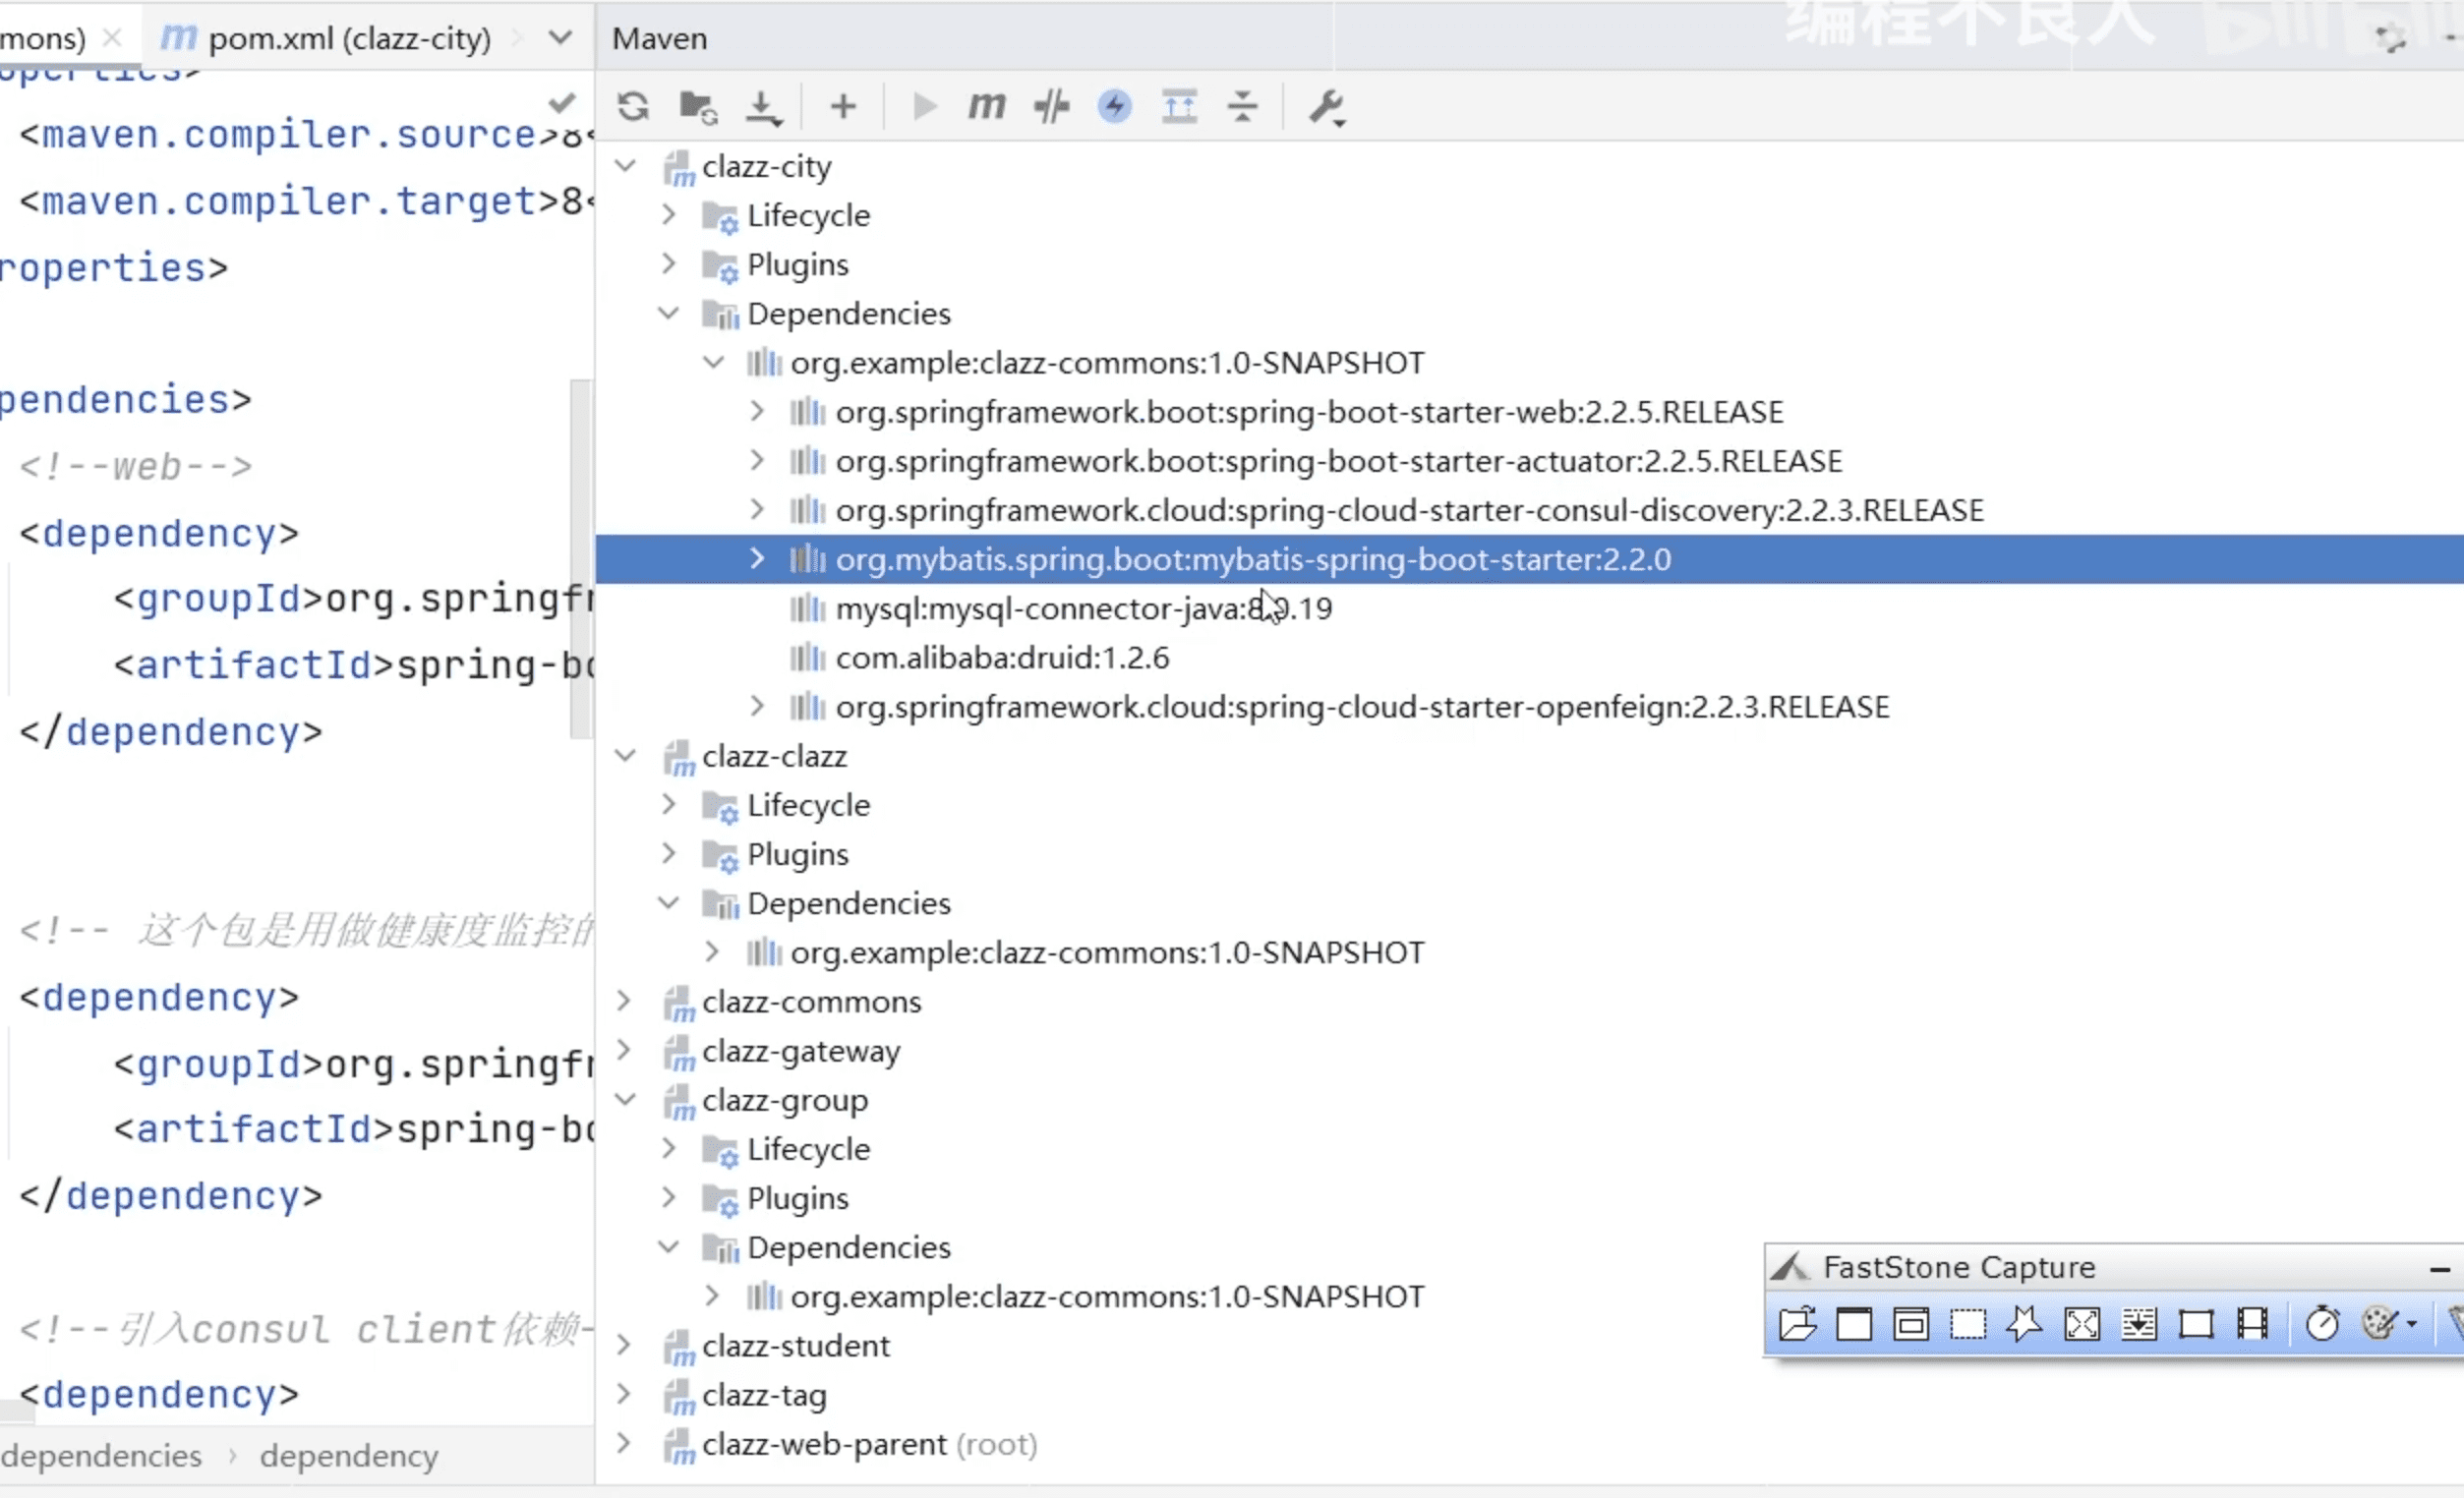 mons)
pom.xml (clazz-city)
Maven
编程不良人
bilibili
<maven.compiler.source>8<
<maven.compiler.target>8<
roperties>
pendencies>
<!--web-->
<dependency>
<groupId>org.springfr
<artifactId>spring-bo
</dependency>
<!-- 这个包是用做健康度监控的
<dependency>
<groupId>org.springfr
<artifactId>spring-bo
</dependency>
<!--引入consul client依赖-
<dependency>
dependencies › dependency
clazz-city
Lifecycle
Plugins
Dependencies
org.example:clazz-commons:1.0-SNAPSHOT
org.springframework.boot:spring-boot-starter-web:2.2.5.RELEASE
org.springframework.boot:spring-boot-starter-actuator:2.2.5.RELEASE
org.springframework.cloud:spring-cloud-starter-consul-discovery:2.2.3.RELEASE
org.mybatis.spring.boot:mybatis-spring-boot-starter:2.2.0
mysql:mysql-connector-java:8.0.19
com.alibaba:druid:1.2.6
org.springframework.cloud:spring-cloud-starter-openfeign:2.2.3.RELEASE
clazz-clazz
Lifecycle
Plugins
Dependencies
org.example:clazz-commons:1.0-SNAPSHOT
clazz-commons
clazz-gateway
clazz-group
Lifecycle
Plugins
Dependencies
org.example:clazz-commons:1.0-SNAPSHOT
clazz-student
clazz-tag
clazz-web-parent (root)
FastStone Capture